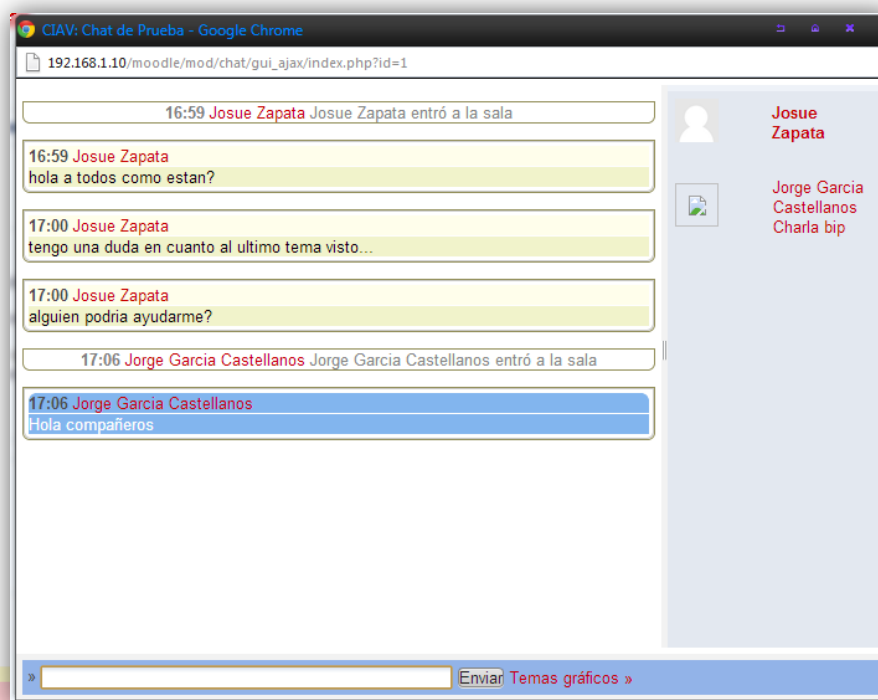 CIAV: Chat de Prueba - Google Chrome
192.168.1.10/moodle/mod/chat/gui_ajax/index.php?id=1
16:59 Josue Zapata Josue Zapata entró a la sala
16:59 Josue Zapata
hola a todos como estan?
17:00 Josue Zapata
tengo una duda en cuanto al ultimo tema visto...
17:00 Josue Zapata
alguien podria ayudarme?
17:06 Jorge Garcia Castellanos Jorge Garcia Castellanos entró a la sala
17:06 Jorge Garcia Castellanos
Hola compañeros
Josue
Zapata
Jorge Garcia
Castellanos
Charla bip
» Enviar Temas gráficos »